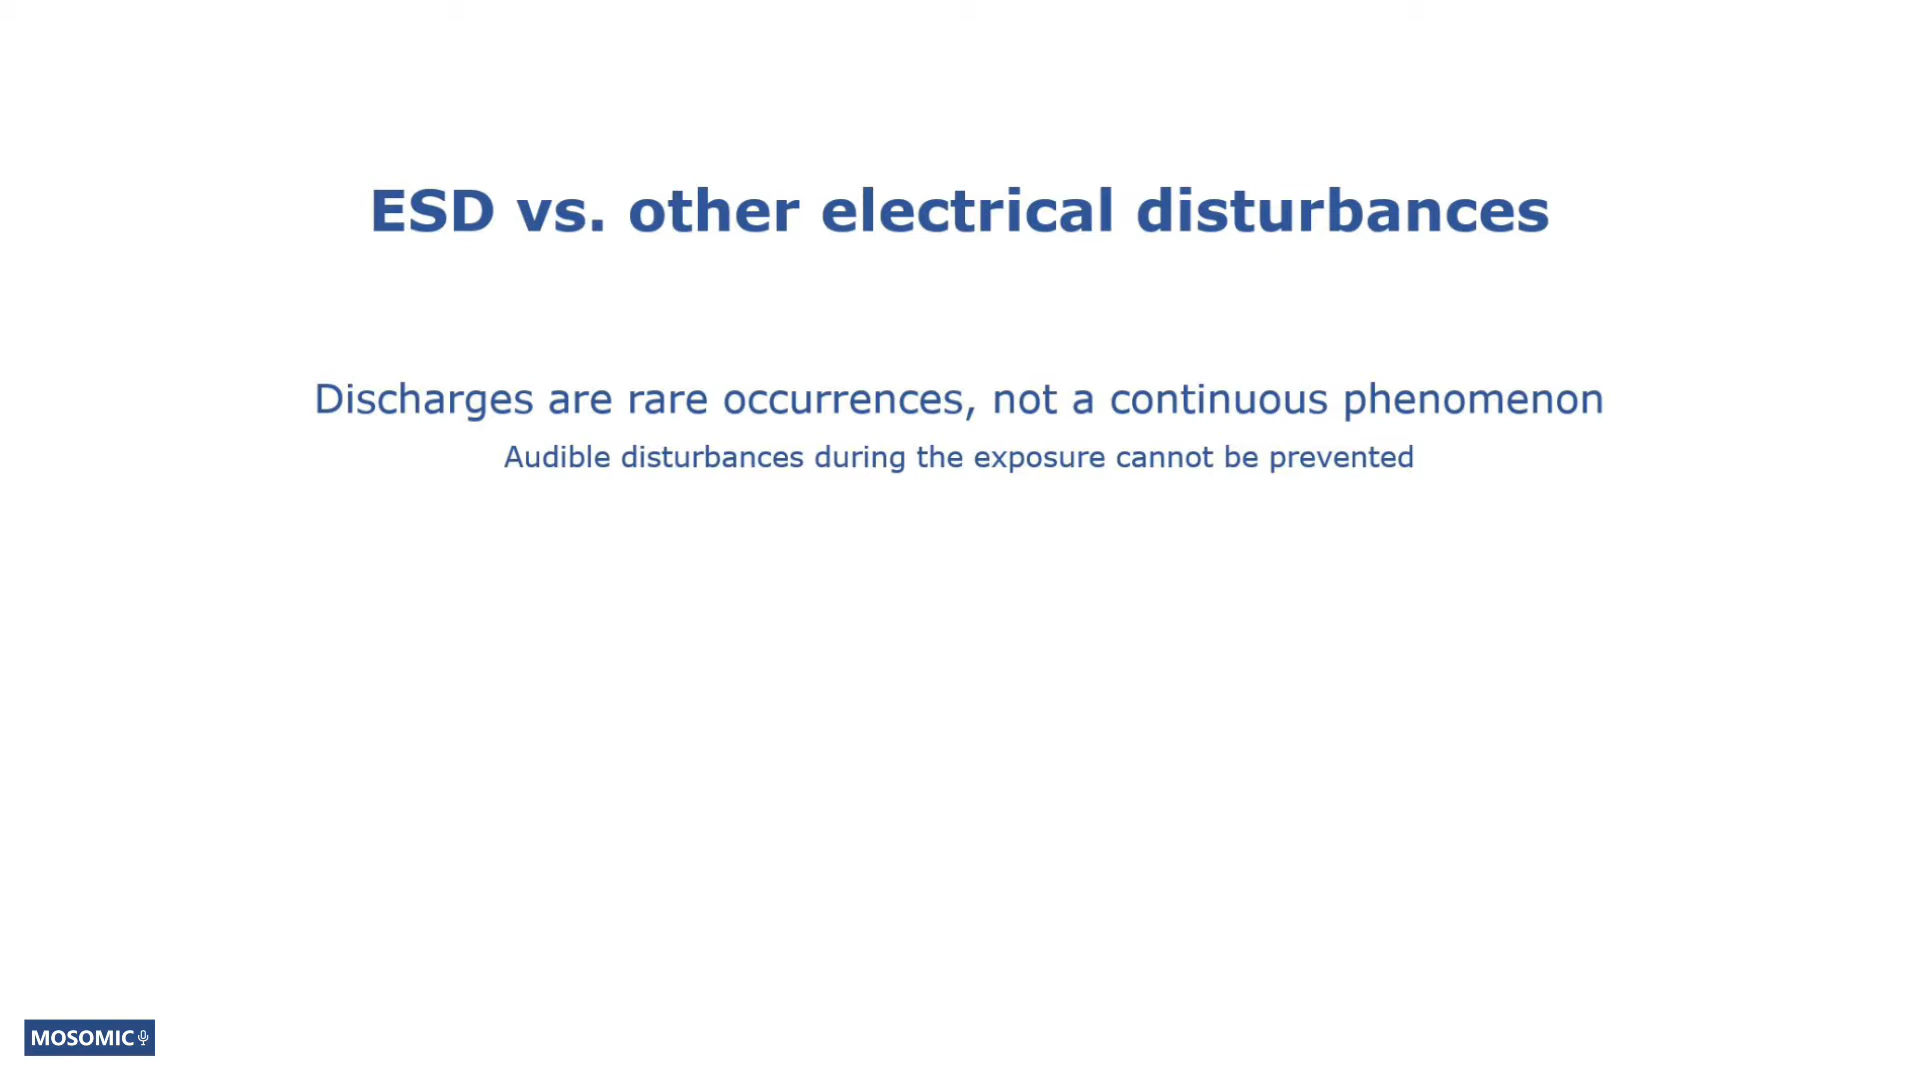 ESD vs. other electrical disturbances
Discharges are rare occurrences, not a continuous phenomenon
Audible disturbances during the exposure cannot be prevented
MOSOMIC